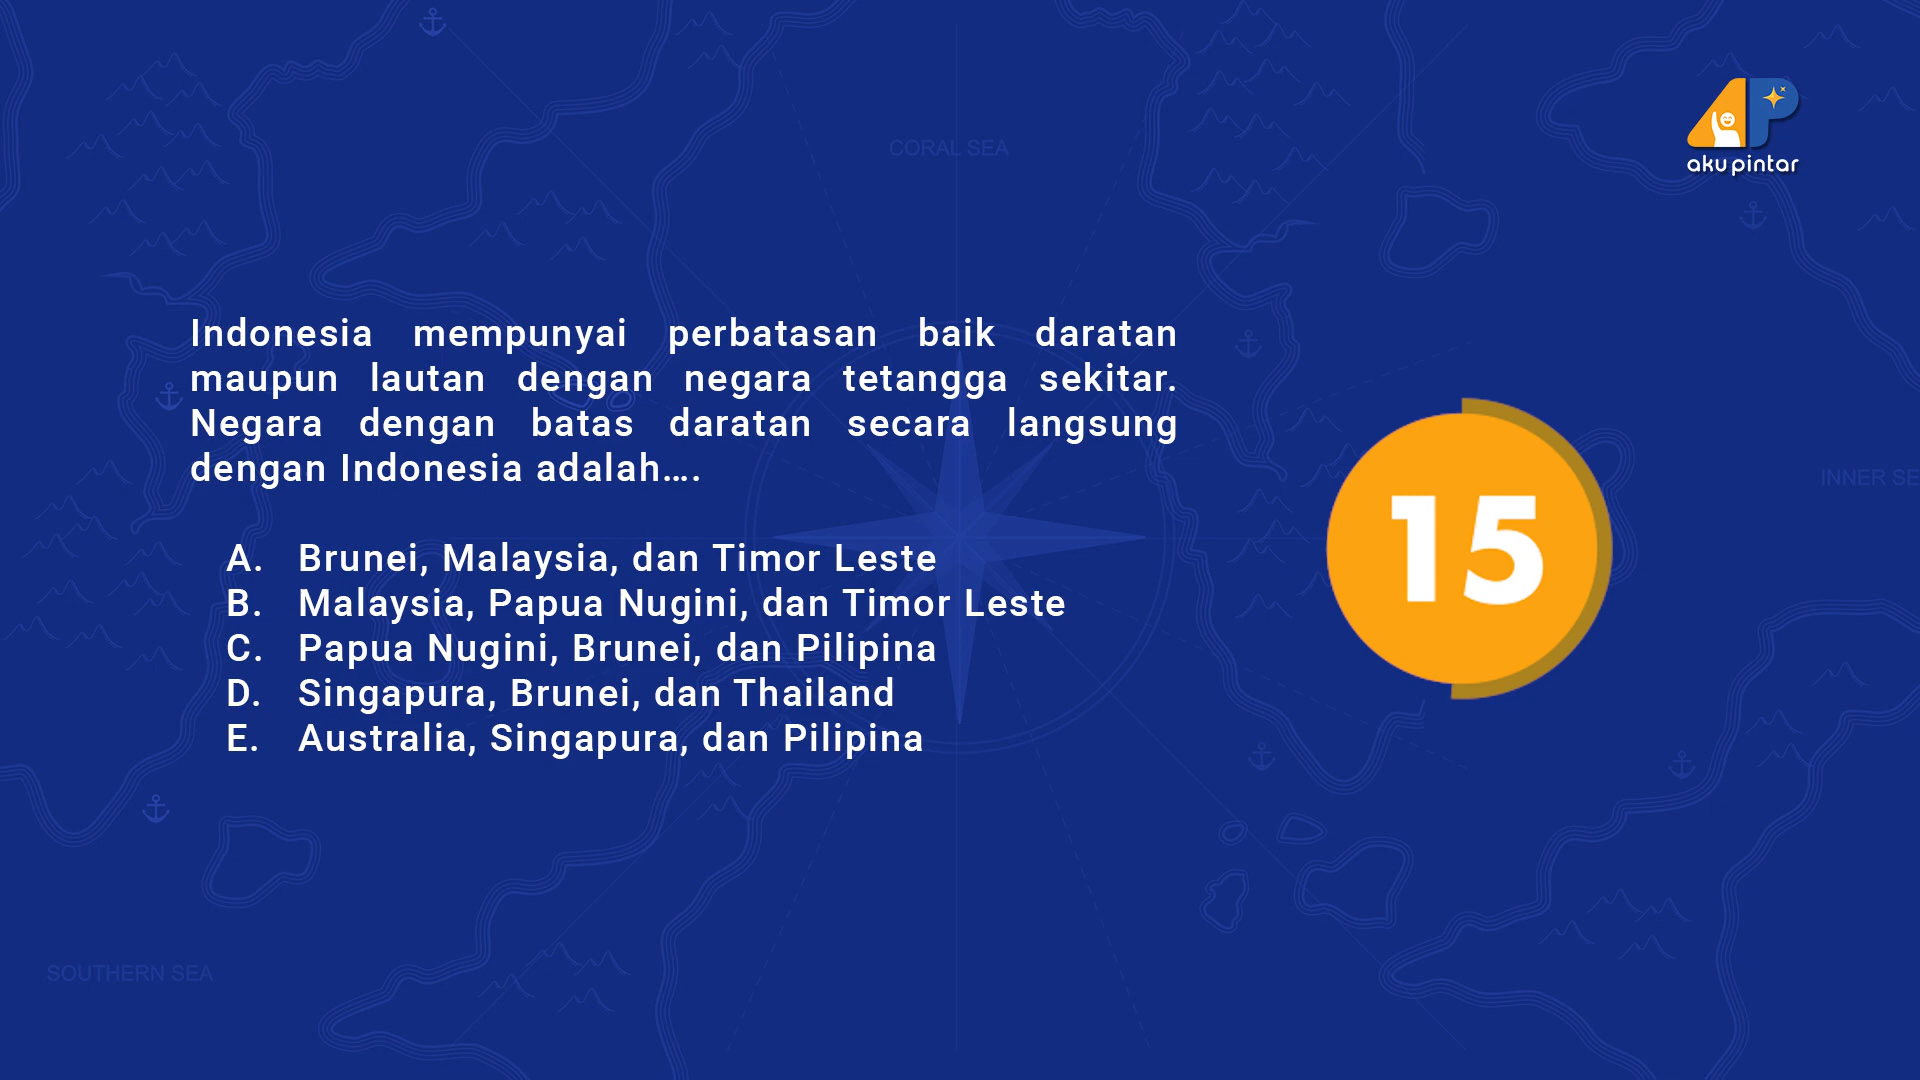 CORAL SEA
aku pintar
Indonesia mempunyai perbatasan baik daratan
maupun lautan dengan negara tetangga sekitar.
Negara dengan batas daratan secara langsung
dengan Indonesia adalah....
A. Brunei, Malaysia, dan Timor Leste
B. Malaysia, Papua Nugini, dan Timor Leste
C. Papua Nugini, Brunei, dan Pilipina
D. Singapura, Brunei, dan Thailand
E. Australia, Singapura, dan Pilipina
15
INNER SE
SOUTHERN SEA